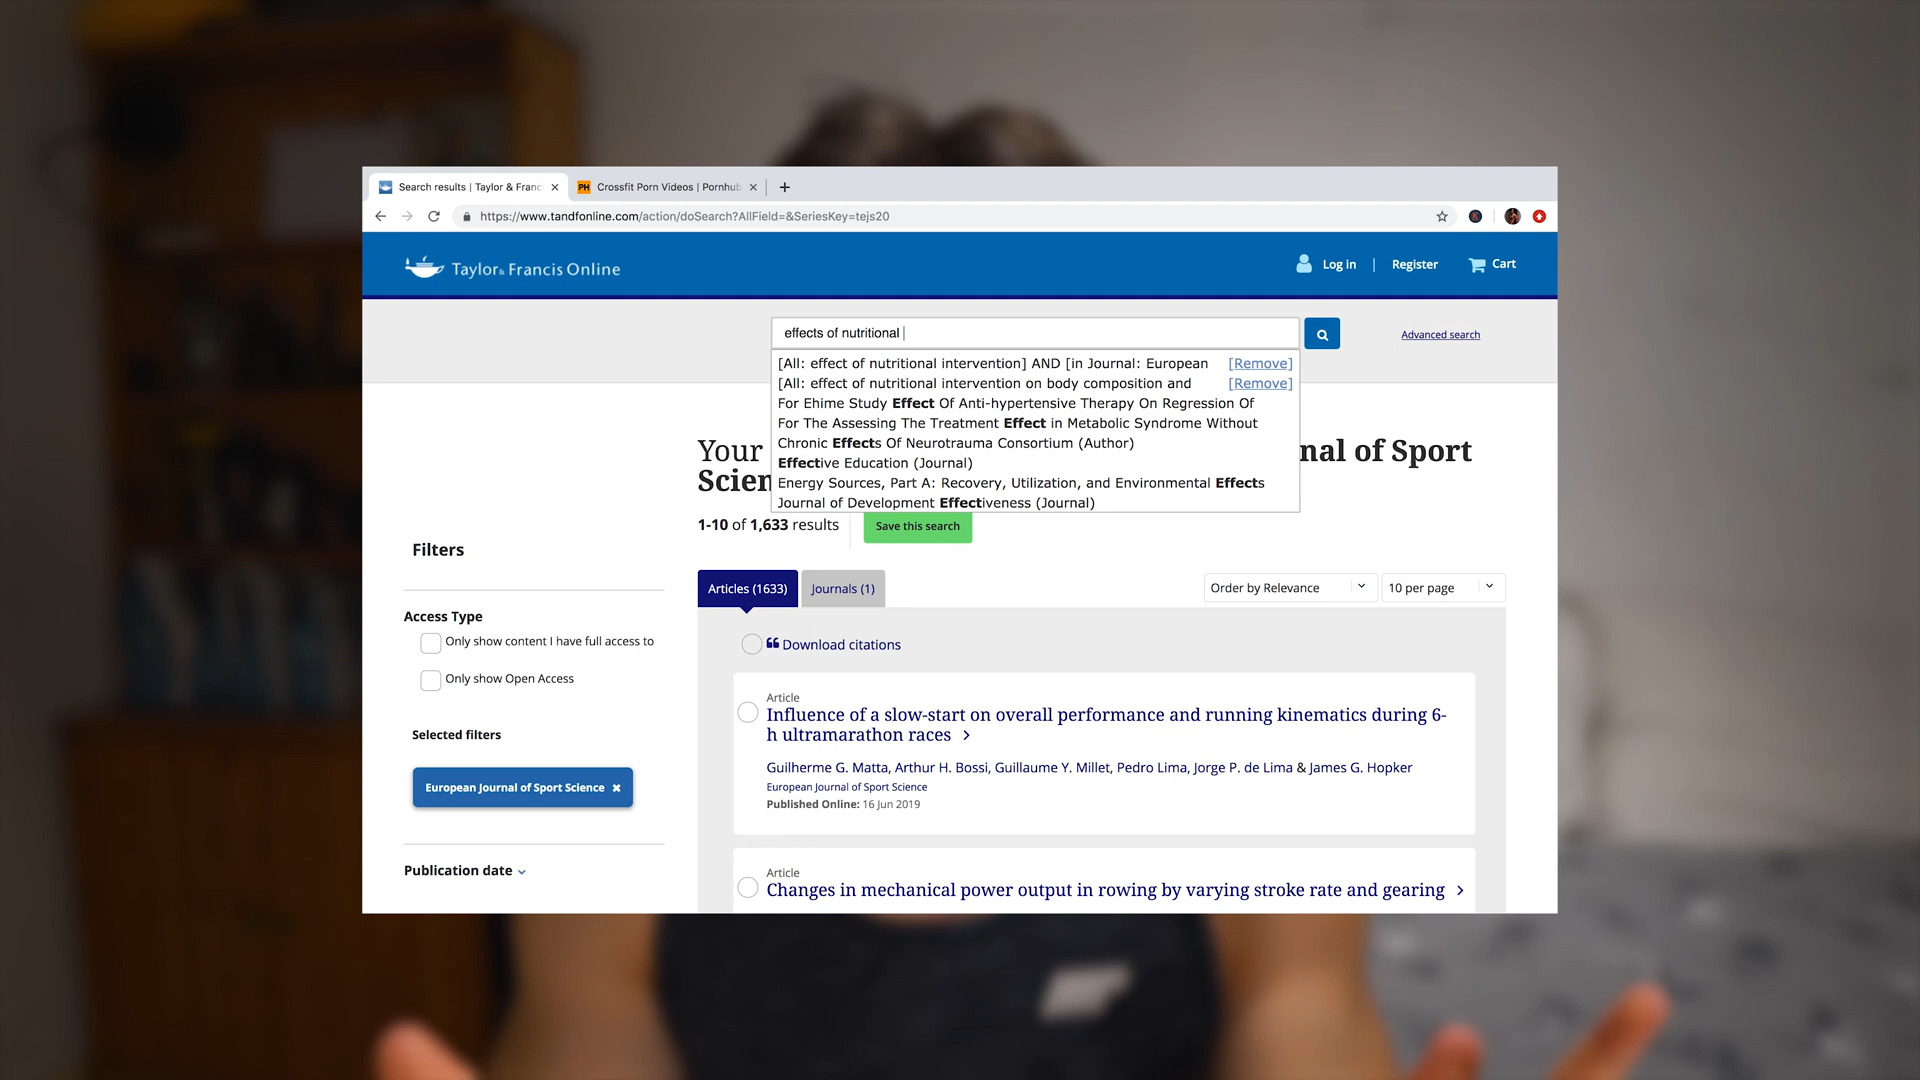 Search results | Taylor & Franc
PH Crossfit Porn Videos | Pornhub
https://www.tandfonline.com/action/doSearch?AllField=&SeriesKey=tejs20
Taylor & Francis Online
Log in | Register
Cart
effects of nutritional
Advanced search
[All: effect of nutritional intervention] AND [in Journal: European [Remove]
[All: effect of nutritional intervention on body composition and [Remove]
For Ehime Study Effect Of Anti-hypertensive Therapy On Regression Of
For The Assessing The Treatment Effect in Metabolic Syndrome Without
Chronic Effects Of Neurotrauma Consortium (Author)
Effective Education (Journal)
Energy Sources, Part A: Recovery, Utilization, and Environmental Effects
Journal of Development Effectiveness (Journal)
Your nal of Sport
Scien
1-10 of 1,633 results
Save this search
Filters
Access Type
Only show content I have full access to
Only show Open Access
Selected filters
European Journal of Sport Science
Publication date
Articles (1633)
Journals (1)
Order by Relevance
10 per page
Download citations
Article
Influence of a slow-start on overall performance and running kinematics during 6-
h ultramarathon races
Guilherme G. Matta, Arthur H. Bossi, Guillaume Y. Millet, Pedro Lima, Jorge P. de Lima & James G. Hopker
European Journal of Sport Science
Published Online: 16 Jun 2019
Article
Changes in mechanical power output in rowing by varying stroke rate and gearing